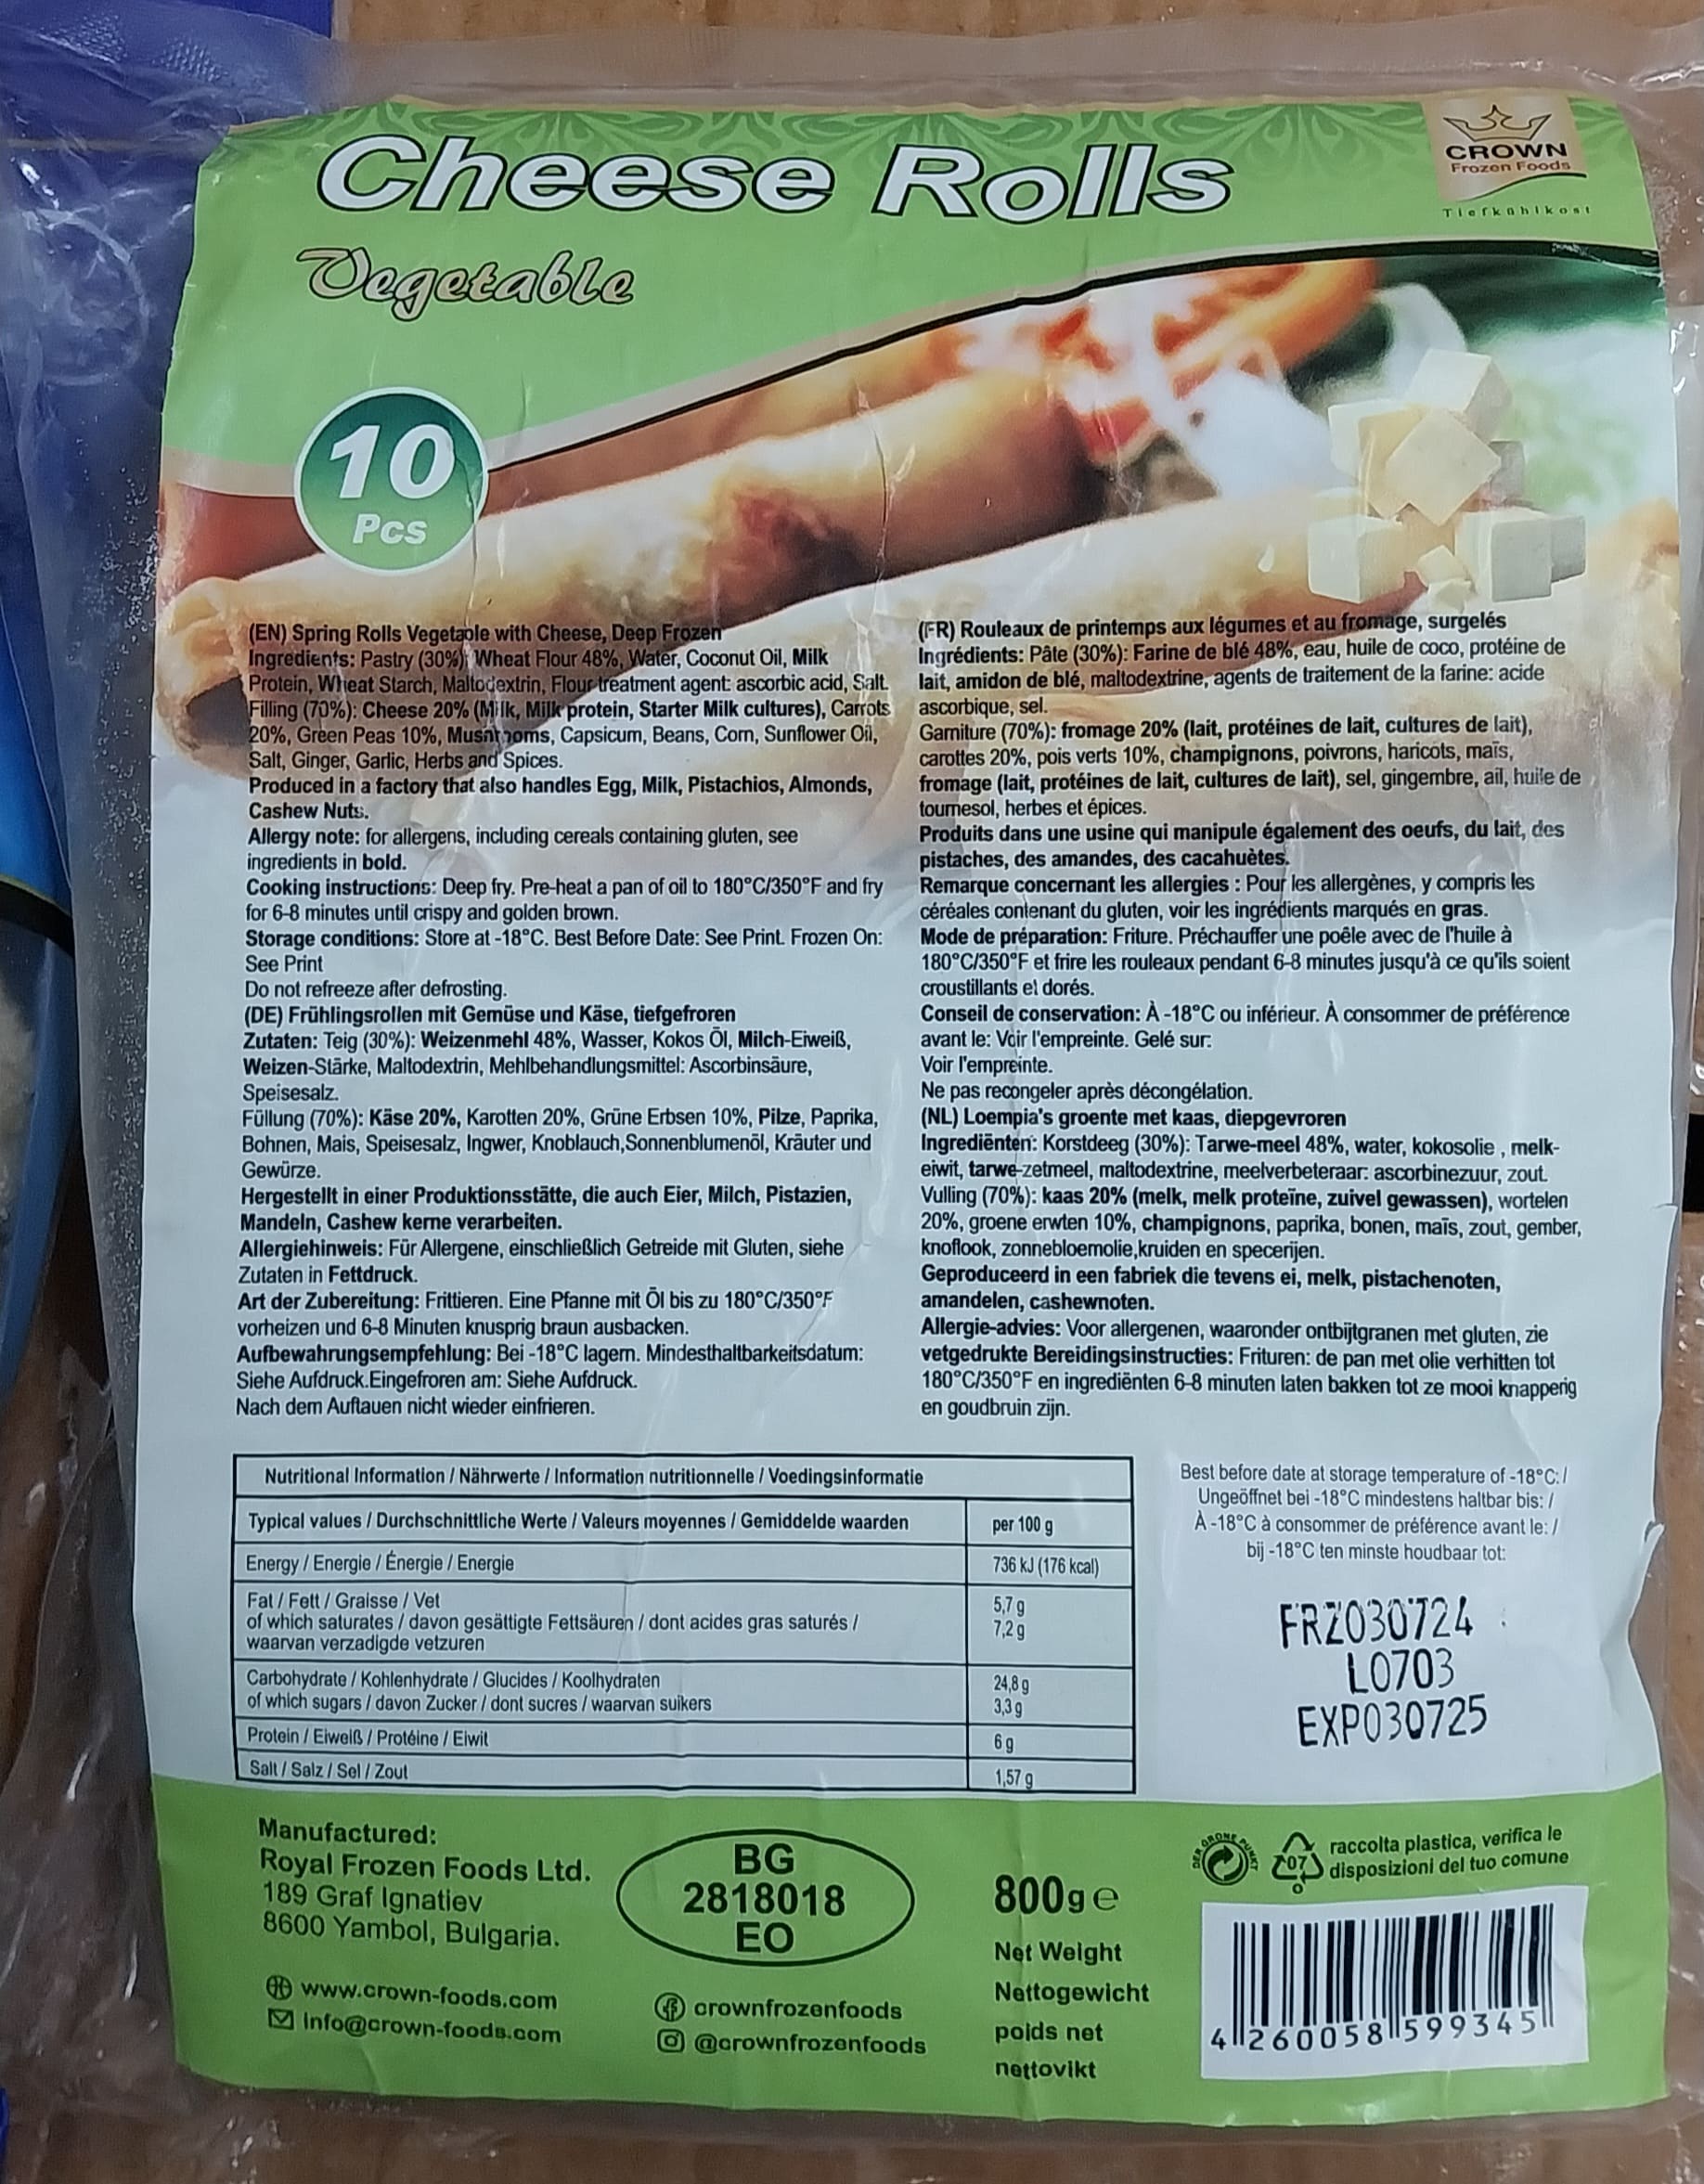 Cheese Rolls
Vegetable
CROWN
Frozen Foods
Tiefkühlkost
10
Pcs
(EN) Spring Rolls Vegetable with Cheese, Deep Frozen
Ingredients: Pastry (30%): Wheat Flour 48%, Water, Coconut Oil, Milk
Protein, Wheat Starch, Maltodextrin, Flour treatment agent: ascorbic acid, Salt.
Filling (70%): Cheese 20% (Milk, Milk protein, Starter Milk cultures), Carrots
20%, Green Peas 10%, Mushrooms, Capsicum, Beans, Corn, Sunflower Oil,
Salt, Ginger, Garlic, Herbs and Spices.
Produced in a factory that also handles Egg, Milk, Pistachios, Almonds,
Cashew Nuts.
Allergy note: for allergens, including cereals containing gluten, see
ingredients in bold.
Cooking instructions: Deep fry. Pre-heat a pan of oil to 180°C/350°F and fry
for 6-8 minutes until crispy and golden brown.
Storage conditions: Store at -18°C. Best Before Date: See Print. Frozen On:
See Print
Do not refreeze after defrosting.
(DE) Frühlingsrollen mit Gemüse und Käse, tiefgefroren
Zutaten: Teig (30%): Weizenmehl 48%, Wasser, Kokos Öl, Milch-Eiweiß,
Weizen-Stärke, Maltodextrin, Mehlbehandlungsmittel: Ascorbinsäure,
Speisesalz.
Füllung (70%): Käse 20%, Karotten 20%, Grüne Erbsen 10%, Pilze, Paprika,
Bohnen, Mais, Speisesalz, Ingwer, Knoblauch,Sonnenblumenöl, Kräuter und
Gewürze.
Hergestellt in einer Produktionsstätte, die auch Eier, Milch, Pistazien,
Mandeln, Cashew kerne verarbeiten.
Allergiehinweis: Für Allergene, einschließlich Getreide mit Gluten, siehe
Zutaten in Fettdruck.
Art der Zubereitung: Frittieren. Eine Pfanne mit Öl bis zu 180°C/350°F
vorheizen und 6-8 Minuten knusprig braun ausbacken.
Aufbewahrungsempfehlung: Bei -18°C lagern. Mindesthaltbarkeitsdatum:
Siehe Aufdruck.Eingefroren am: Siehe Aufdruck.
Nach dem Auftauen nicht wieder einfrieren.
(FR) Rouleaux de printemps aux légumes et au fromage, surgelés
Ingrédients: Pâte (30%): Farine de blé 48%, eau, huile de coco, protéine de
lait, amidon de blé, maltodextrine, agents de traitement de la farine: acide
ascorbique, sel.
Garniture (70%): fromage 20% (lait, protéines de lait, cultures de lait),
carottes 20%, pois verts 10%, champignons, poivrons, haricots, maïs,
fromage (lait, protéines de lait, cultures de lait), sel, gingembre, ail, huile de
tournesol, herbes et épices.
Produits dans une usine qui manipule également des oeufs, du lait, des
pistaches, des amandes, des cacahuètes.
Remarque concernant les allergies : Pour les allergènes, y compris les
céréales contenant du gluten, voir les ingrédients marqués en gras.
Mode de préparation: Friture. Préchauffer une poêle avec de l'huile à
180°C/350°F et frire les rouleaux pendant 6-8 minutes jusqu'à ce qu'ils soient
croustillants et dorés.
Conseil de conservation: À -18°C ou inférieur. À consommer de préférence
avant le: Voir l'empreinte. Gelé sur:
Voir l'empreinte.
Ne pas recongeler après décongélation.
(NL) Loempia's groente met kaas, diepgevroren
Ingrediënten: Korstdeeg (30%): Tarwe-meel 48%, water, kokosolie , melk-
eiwit, tarwe-zetmeel, maltodextrine, meelverbeteraar: ascorbinezuur, zout.
Vulling (70%): kaas 20% (melk, melk proteïne, zuivel gewassen), wortelen
20%, groene erwten 10%, champignons, paprika, bonen, maïs, zout, gember,
knoflook, zonnebloemolie,kruiden en specerijen.
Geproduceerd in een fabriek die tevens ei, melk, pistachenoten,
amandelen, cashewnoten.
Allergie-advies: Voor allergenen, waaronder ontbijtgranen met gluten, zie
vetgedrukte Bereidingsinstructies: Frituren: de pan met olie verhitten tot
180°C/350°F en ingrediënten 6-8 minuten laten bakken tot ze mooi knapperig
en goudbruin zijn.
Nutritional Information / Nährwerte / Information nutritionnelle / Voedingsinformatie
Typical values / Durchschnittliche Werte / Valeurs moyennes / Gemiddelde waarden per 100 g
Energy / Energie / Énergie / Energie 736 kJ (176 kcal)
Fat / Fett / Graisse / Vet 5,7 g
of which saturates / davon gesättigte Fettsäuren / dont acides gras saturés / 7,2 g
waarvan verzadigde vetzuren
Carbohydrate / Kohlenhydrate / Glucides / Koolhydraten 24,8 g
of which sugars / davon Zucker / dont sucres / waarvan suikers 3,3 g
Protein / Eiweiß / Protéine / Eiwit 6 g
Salt / Salz / Sel / Zout 1,57 g
Best before date at storage temperature of -18°C: /
Ungeöffnet bei -18°C mindestens haltbar bis: /
À -18°C à consommer de préférence avant le: /
bij -18°C ten minste houdbaar tot:
FRZ030724
L0703
EXP030725
Manufactured:
Royal Frozen Foods Ltd.
189 Graf Ignatiev
8600 Yambol, Bulgaria.
www.crown-foods.com
info@crown-foods.com
BG
2818018
EO
crownfrozenfoods
@crownfrozenfoods
800g e
Net Weight
Nettogewicht
poids net
nettovikt
DER GRÜNE PUNKT
07
raccolta plastica, verifica le
disposizioni del tuo comune
4 260058 599345